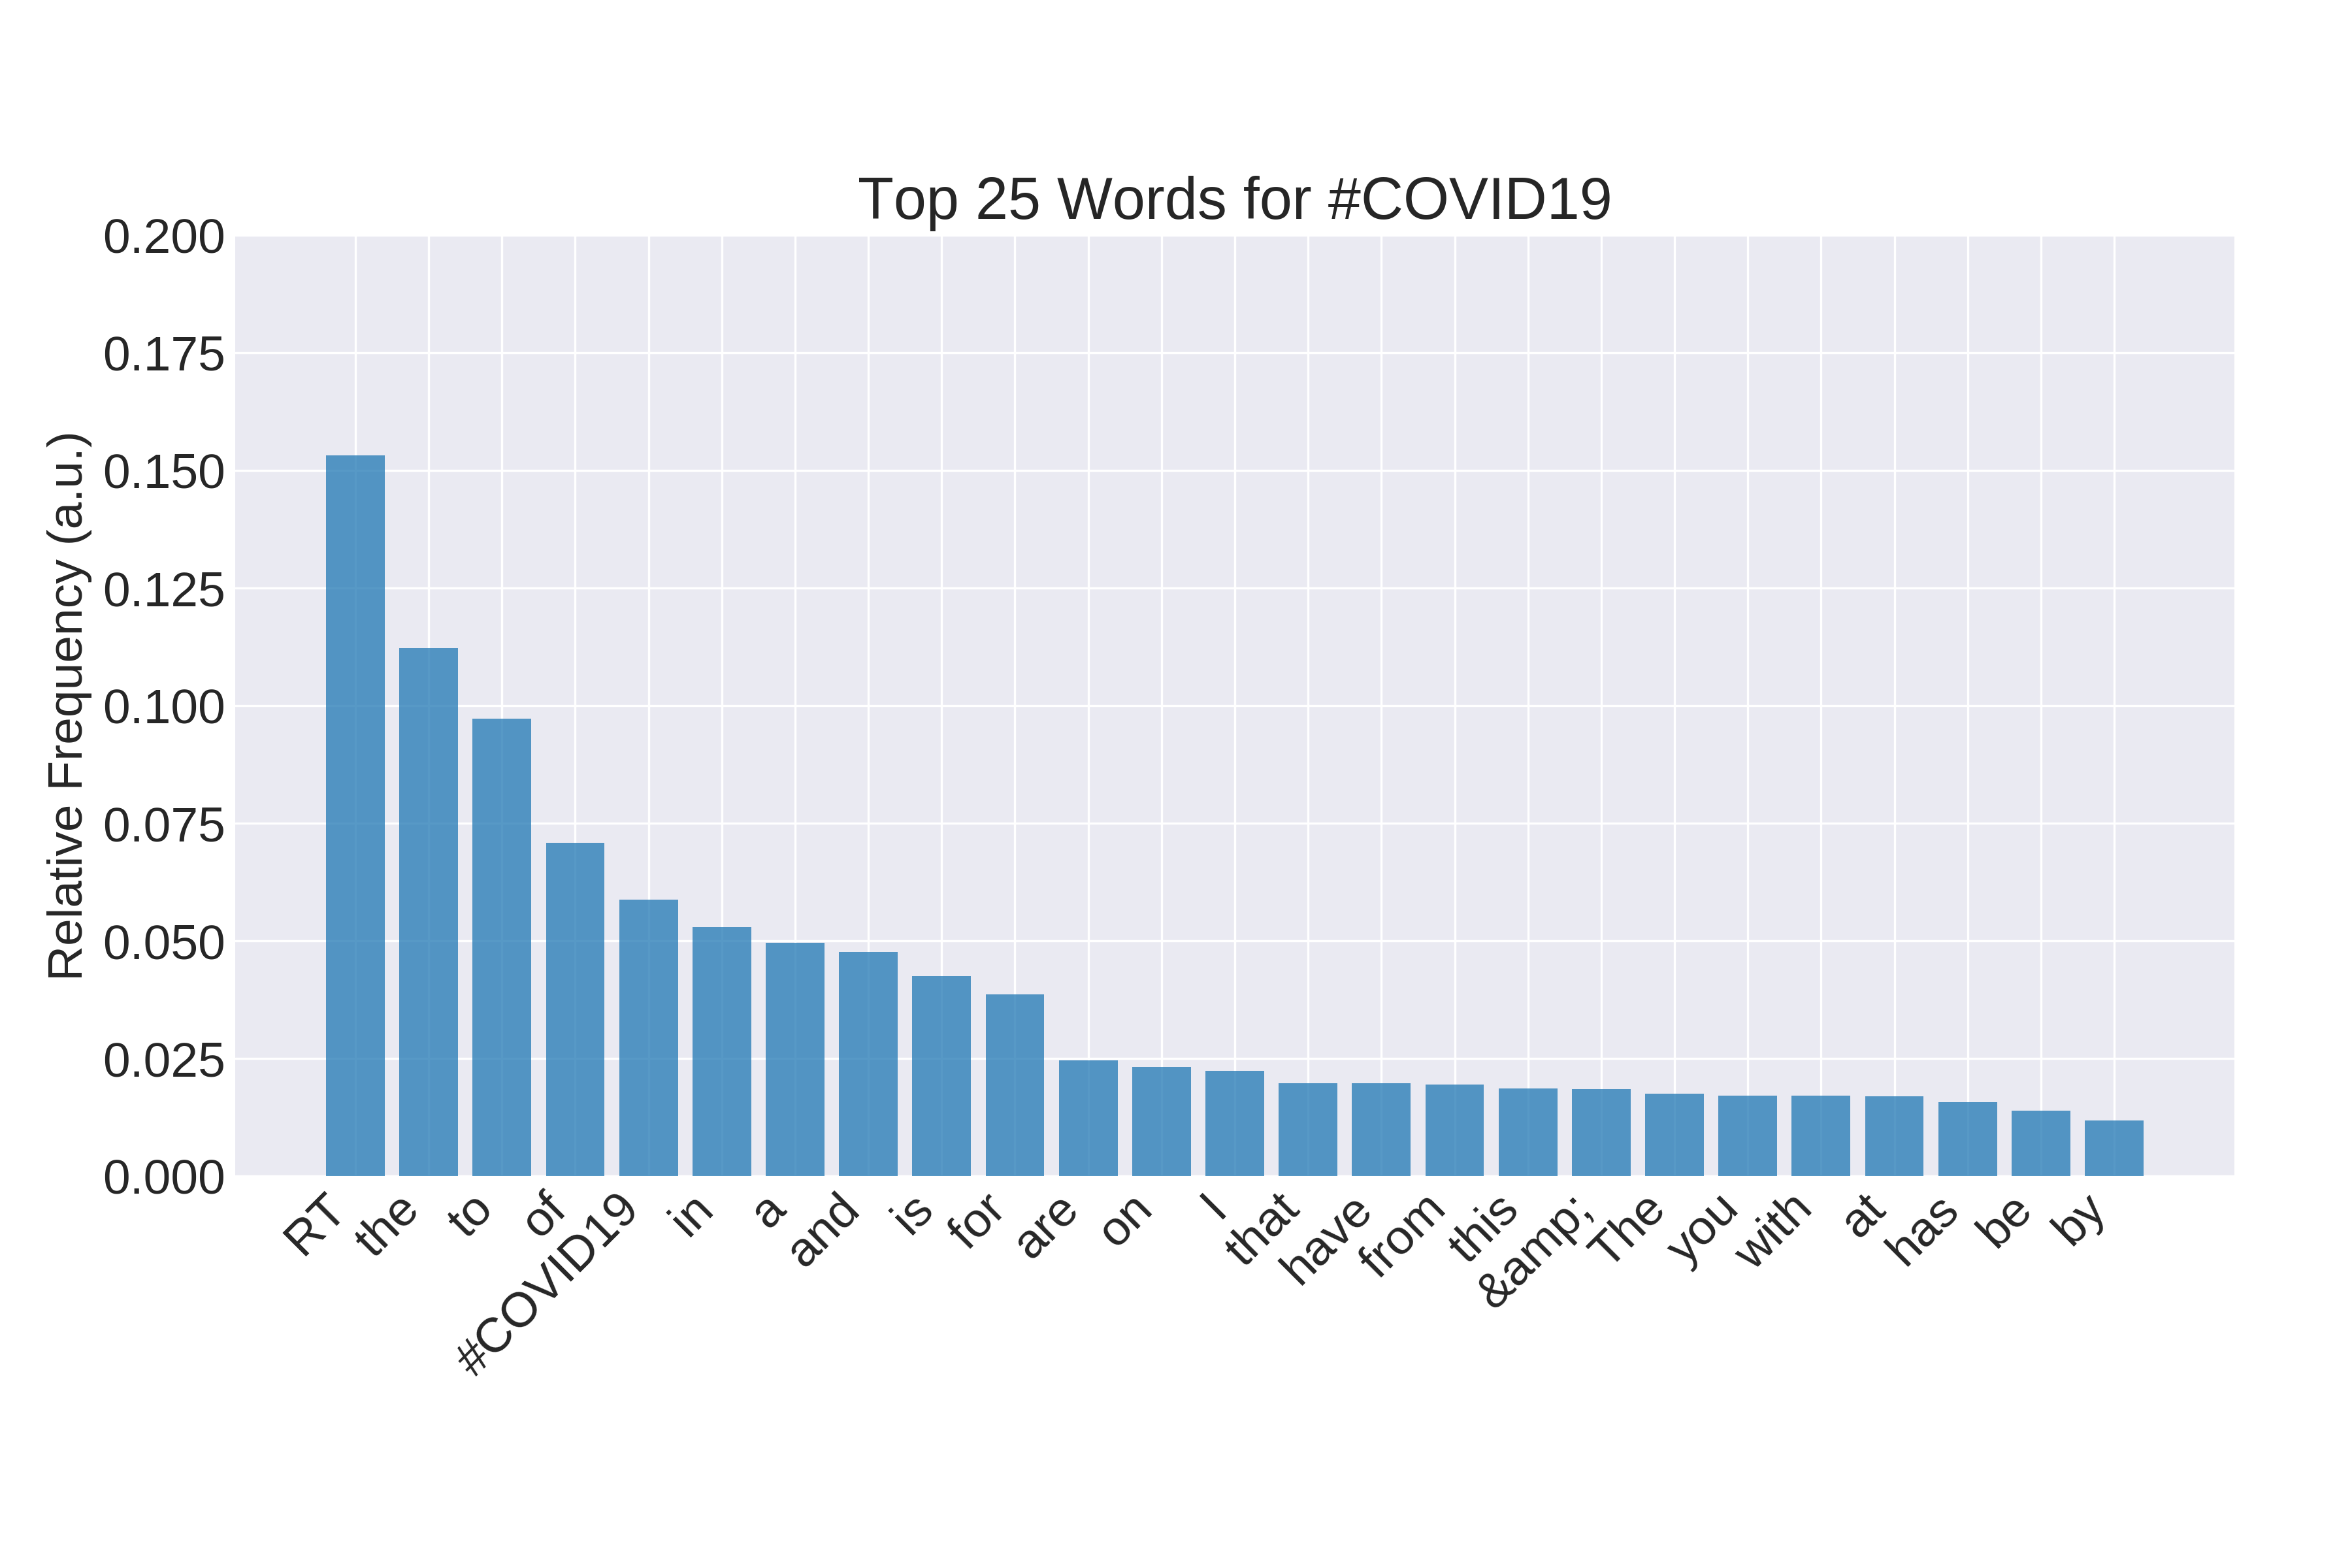 Top 25 Words for #COVID19
Relative Frequency (a.u.)
0.200
0.175
0.150
0.125
0.100
0.075
0.050
0.025
0.000
RT
the
to
of
#COVID19
in
a
and
is
for
are
on
I
that
have
from
this
&amp;
The
you
with
at
has
be
by